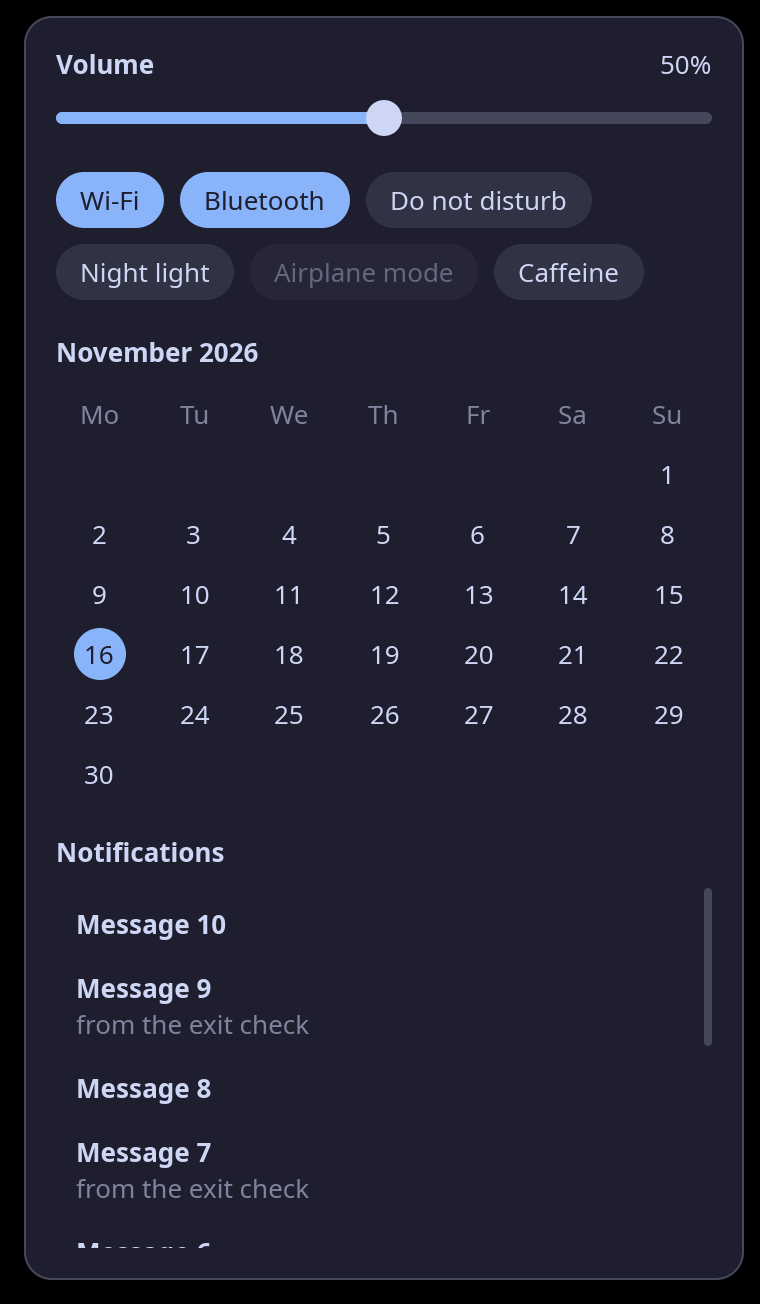 Volume 50%
Wi-Fi Bluetooth Do not disturb
Night light Airplane mode Caffeine
November 2026
Mo Tu We Th Fr Sa Su
1
2 3 4 5 6 7 8
9 10 11 12 13 14 15
16 17 18 19 20 21 22
23 24 25 26 27 28 29
30
Notifications
Message 10
Message 9
from the exit check
Message 8
Message 7
from the exit check